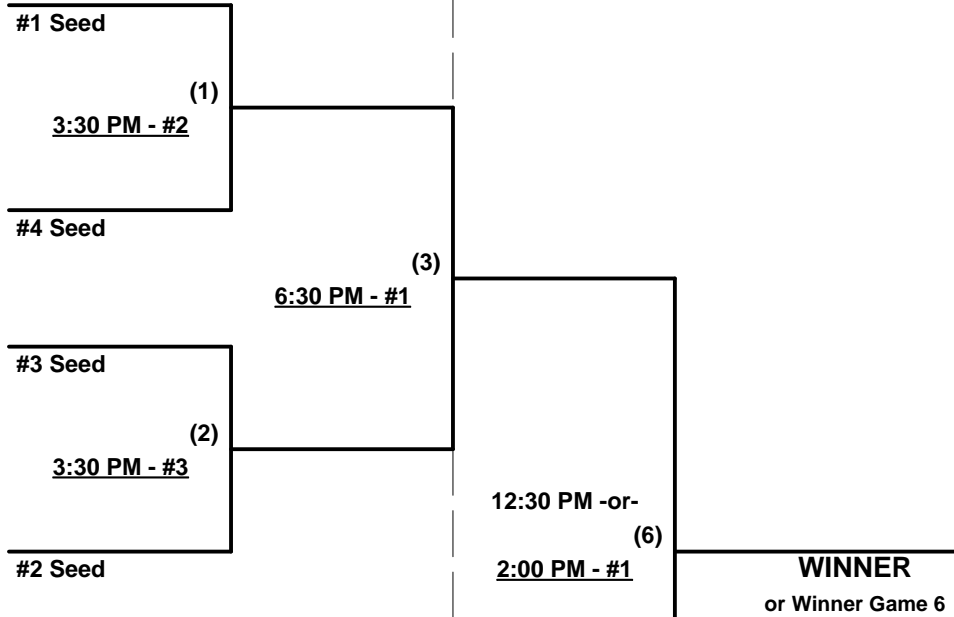 #1 Seed
(1)
3:30 PM - #2
#4 Seed
(3)
6:30 PM - #1
#3 Seed
(2)
3:30 PM - #3
12:30 PM -or-
(6)
2:00 PM - #1
#2 Seed
WINNER
or Winner Game 6